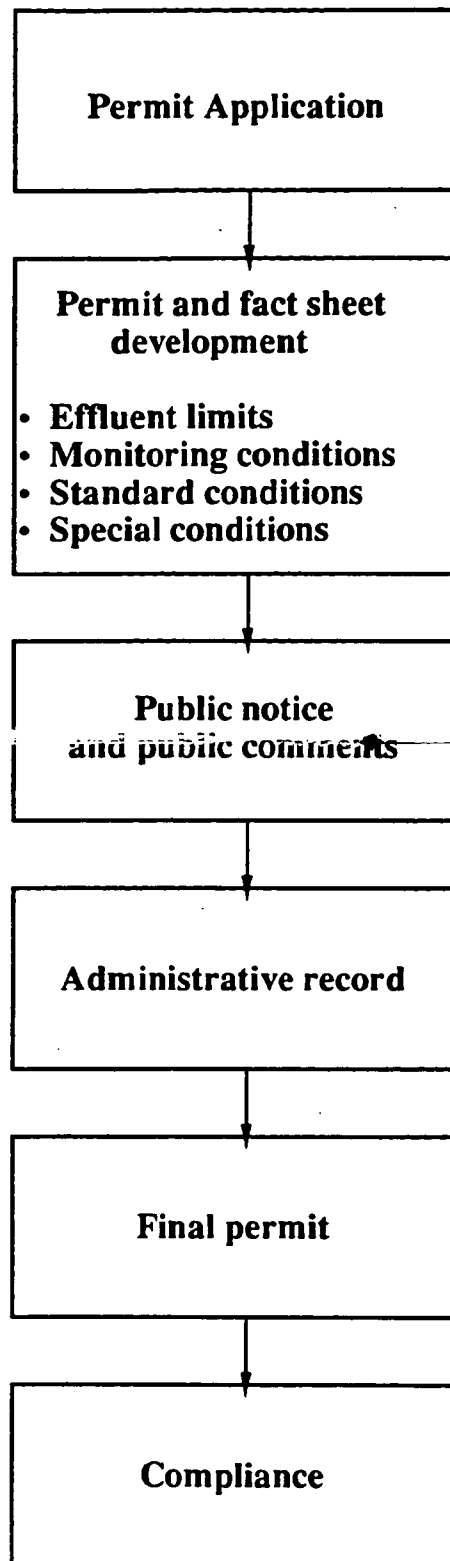 Permit Application
Permit and fact sheet
development
• Effluent limits
• Monitoring conditions
• Standard conditions
• Special conditions
Public notice
and public comments
Administrative record
Final permit
Compliance